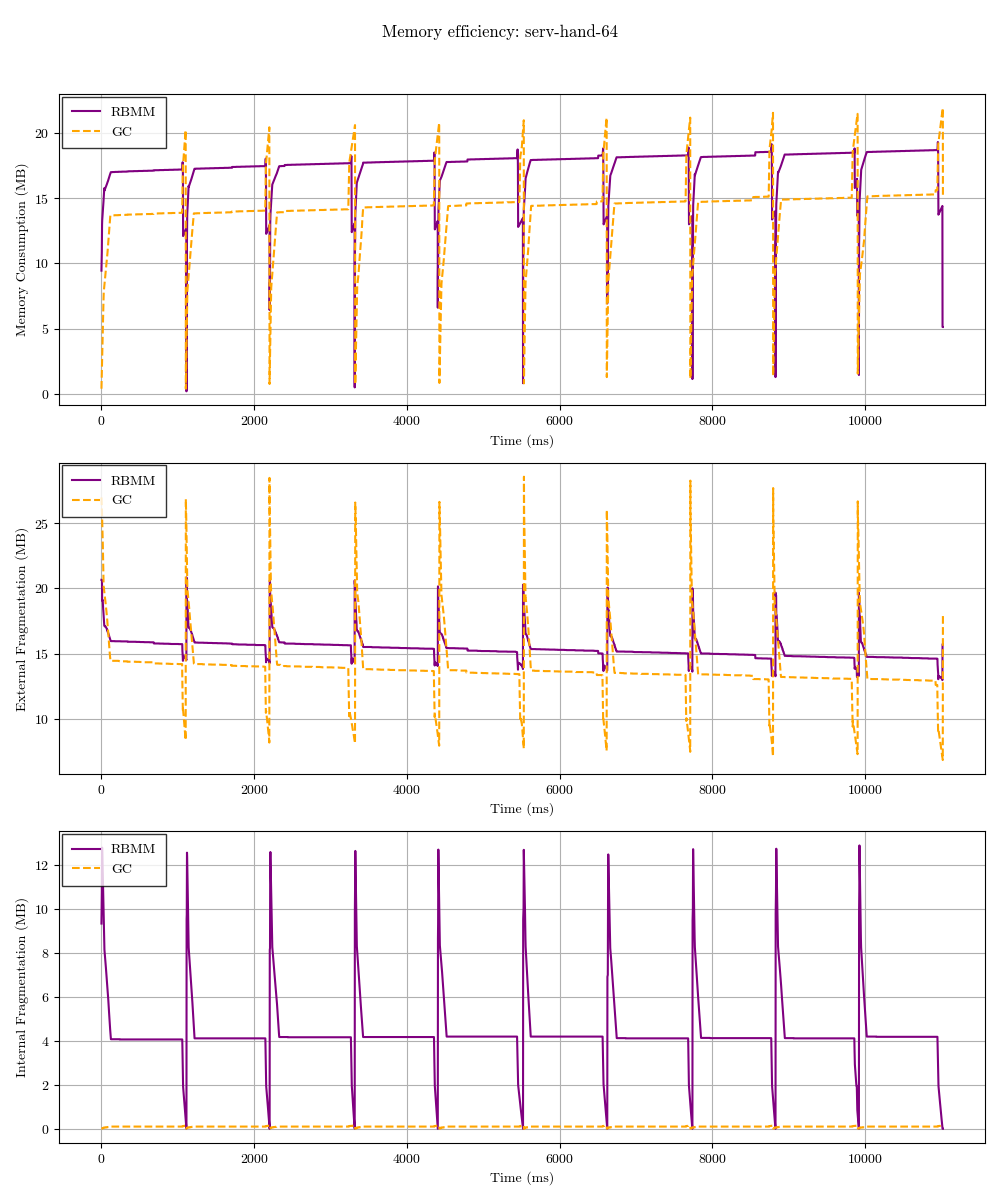 Memory efficiency: serv-hand-64
RBMM
GC
20
15
10
5
0
Memory Consumption (MB)
0 2000 4000 6000 8000 10000
Time (ms)
RBMM
GC
25
20
15
10
External Fragmentation (MB)
0 2000 4000 6000 8000 10000
Time (ms)
RBMM
GC
12
10
8
6
4
2
0
Internal Fragmentation (MB)
0 2000 4000 6000 8000 10000
Time (ms)